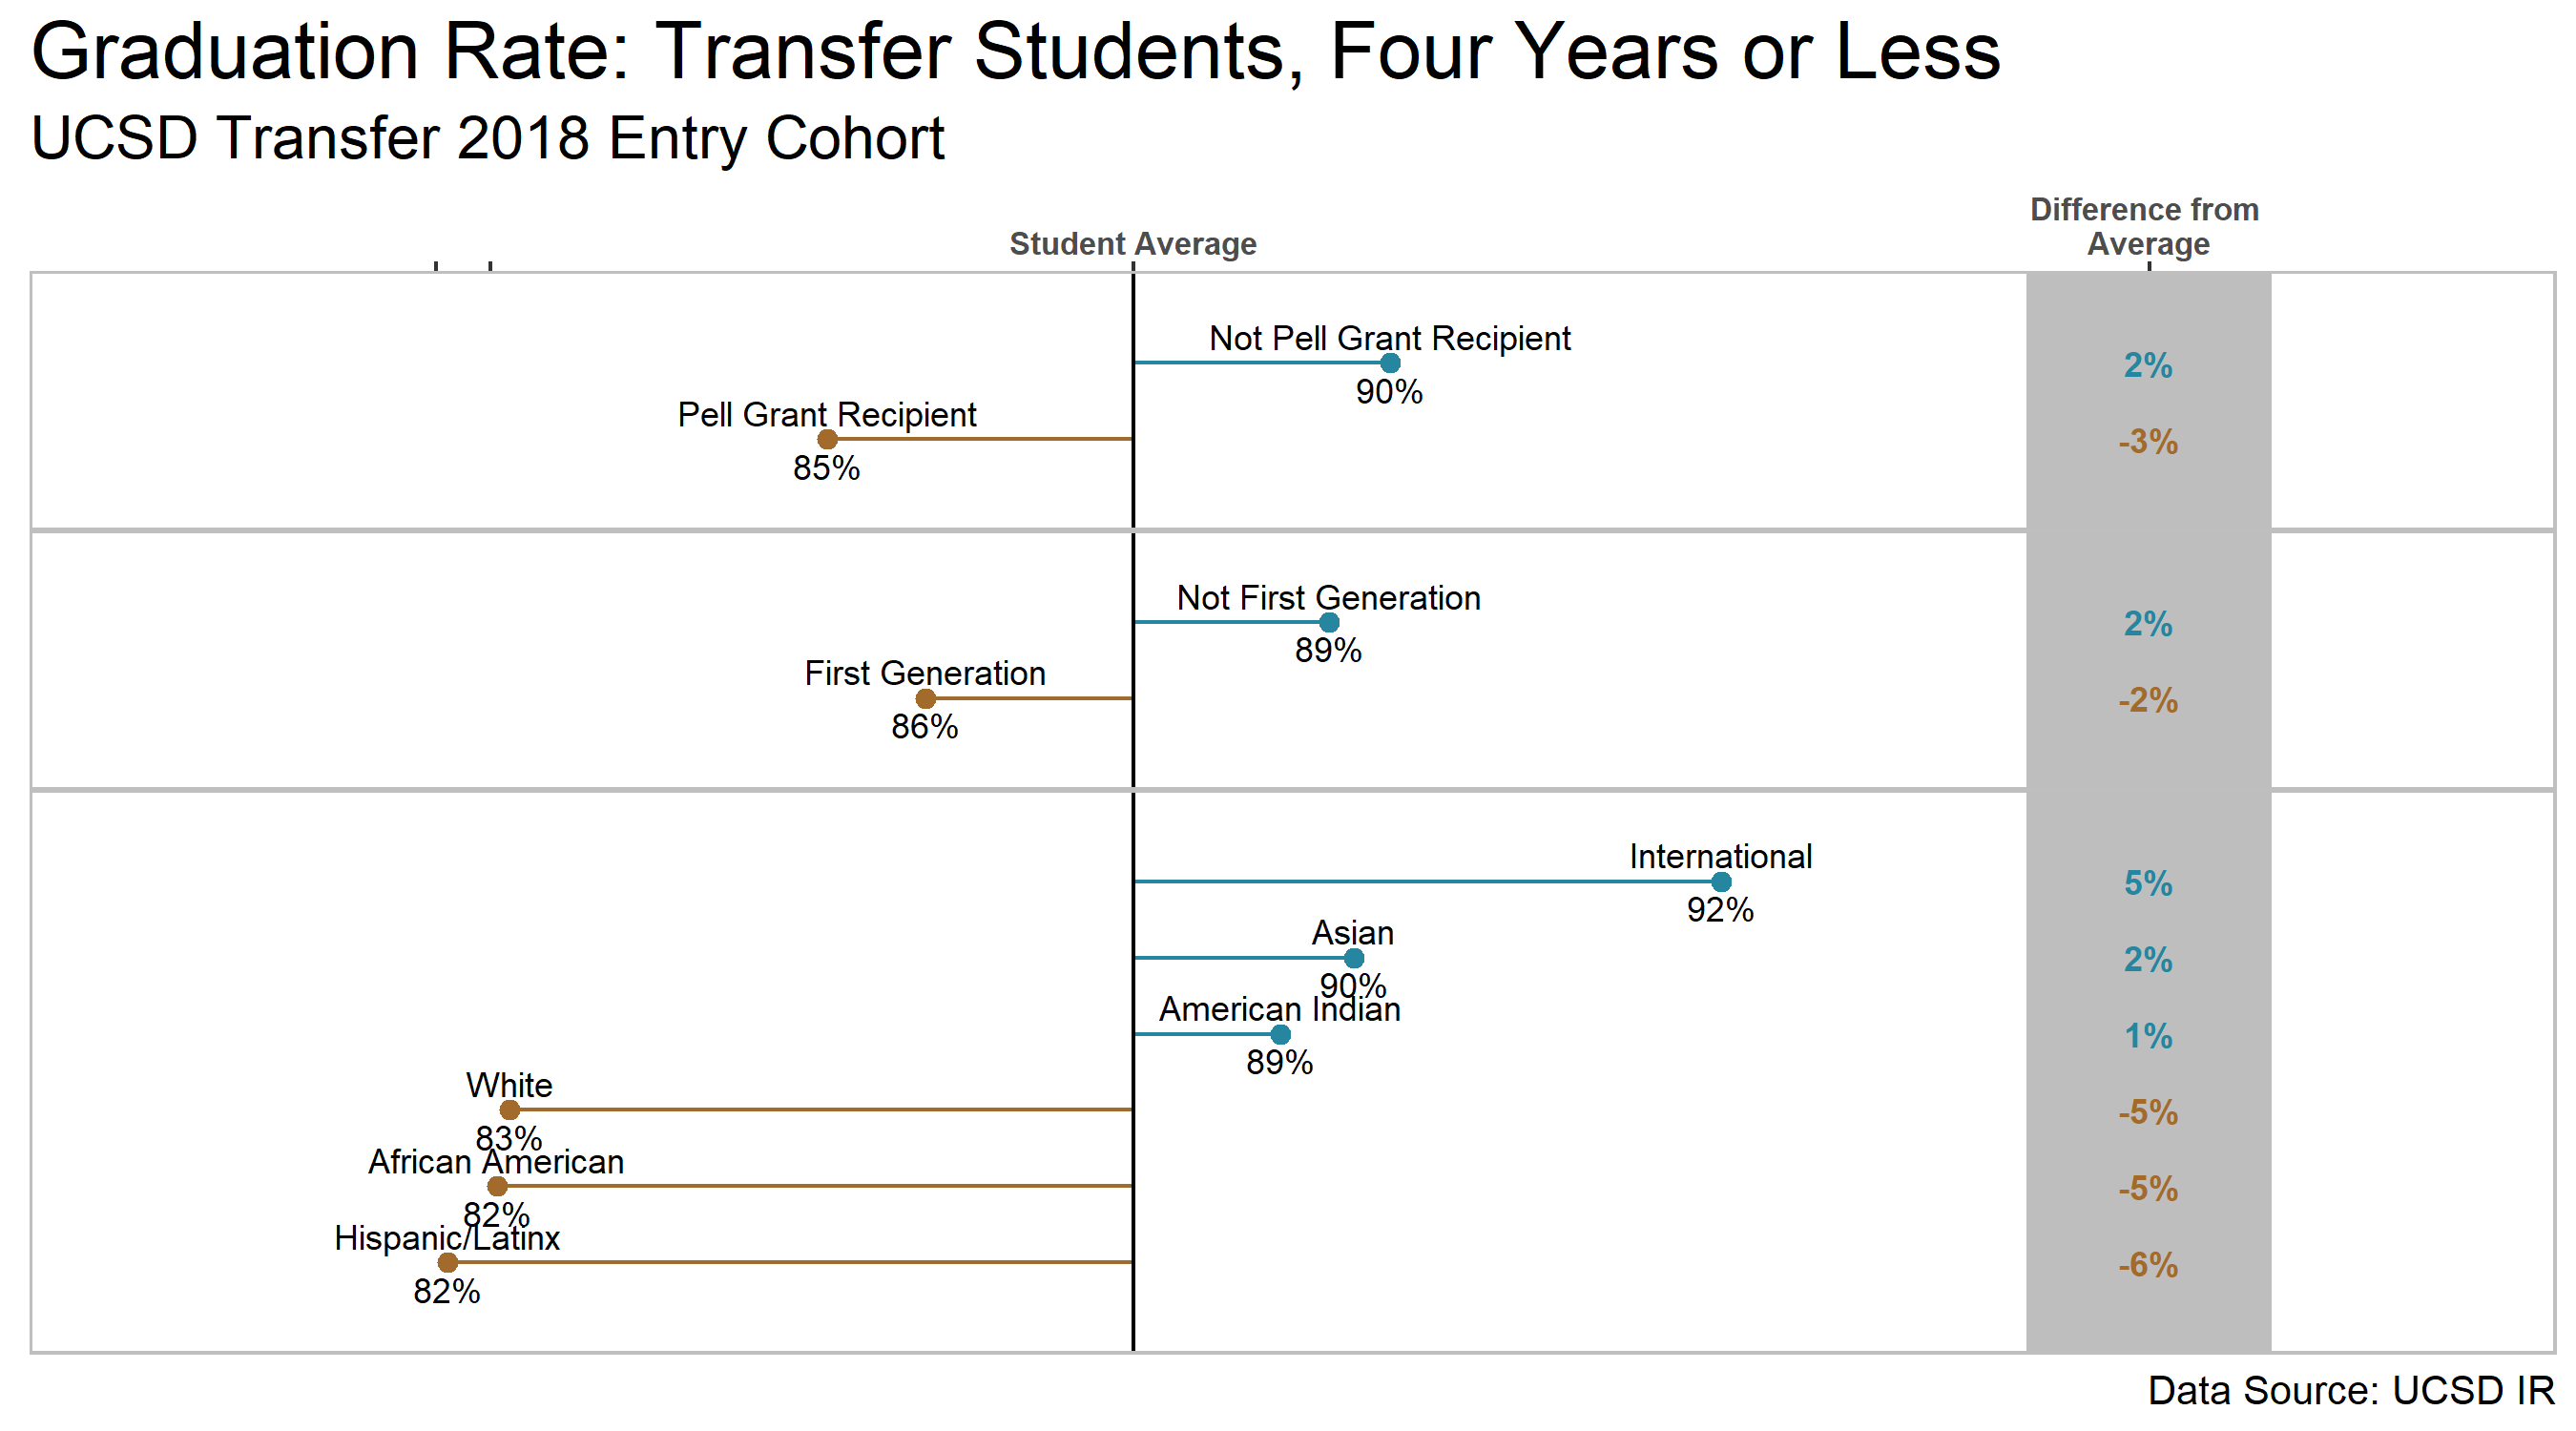 Graduation Rate: Transfer Students, Four Years or Less
UCSD Transfer 2018 Entry Cohort
Student Average
Difference from
Average
Not Pell Grant Recipient
90%
2%
Pell Grant Recipient
85%
-3%
Not First Generation
89%
2%
First Generation
86%
-2%
International
92%
5%
Asian
90%
2%
American Indian
89%
1%
White
83%
-5%
African American
82%
-5%
Hispanic/Latinx
82%
-6%
Data Source: UCSD IR